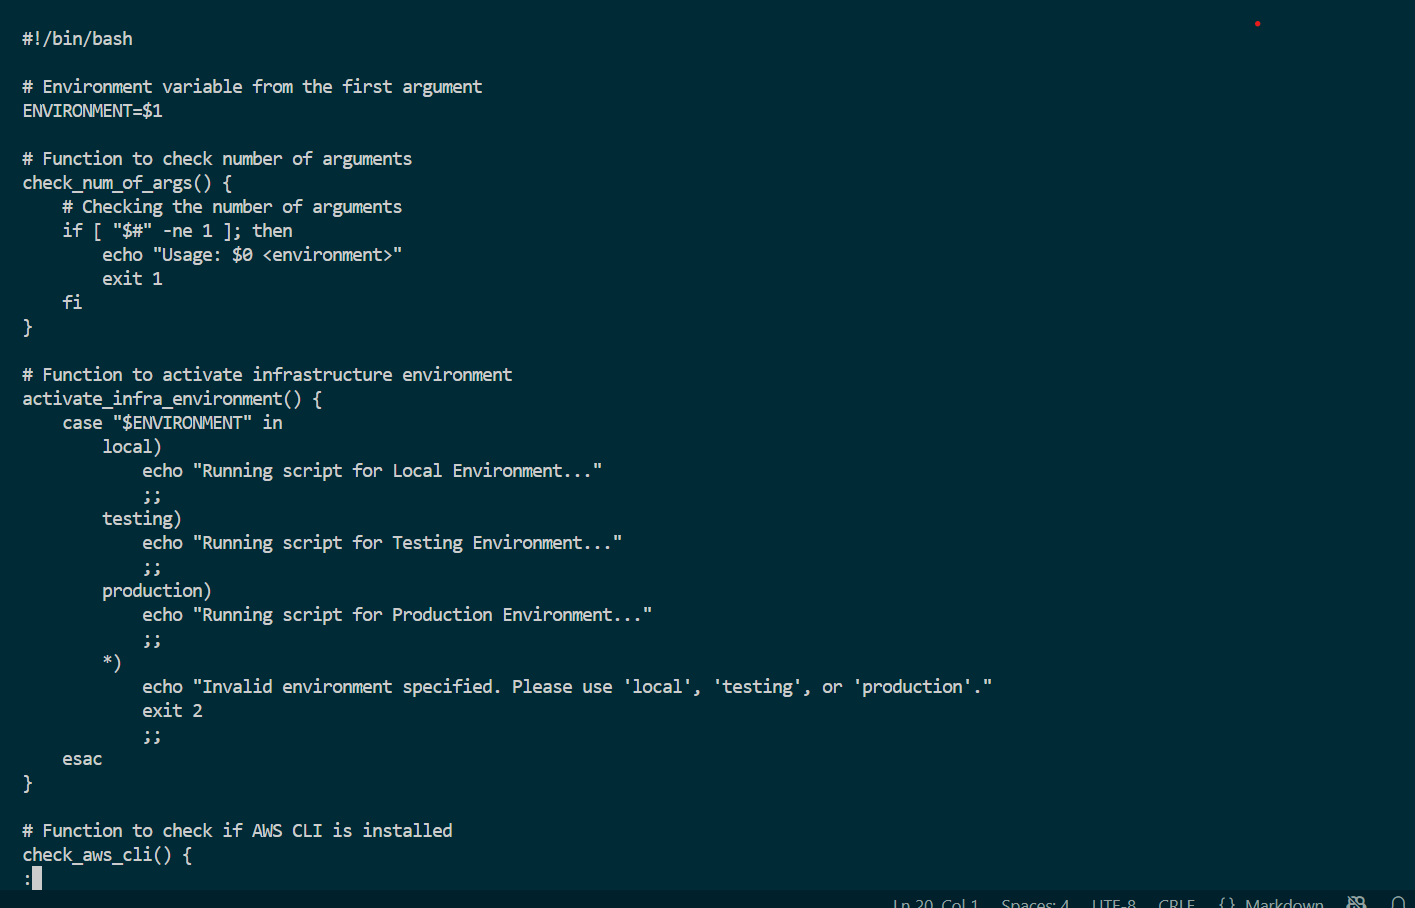 #!/bin/bash

# Environment variable from the first argument
ENVIRONMENT=$1

# Function to check number of arguments
check_num_of_args() {
    # Checking the number of arguments
    if [ "$#" -ne 1 ]; then
        echo "Usage: $0 <environment>"
        exit 1
    fi
}

# Function to activate infrastructure environment
activate_infra_environment() {
    case "$ENVIRONMENT" in
        local)
            echo "Running script for Local Environment..."
            ;;
        testing)
            echo "Running script for Testing Environment..."
            ;;
        production)
            echo "Running script for Production Environment..."
            ;;
        *)
            echo "Invalid environment specified. Please use 'local', 'testing', or 'production'."
            exit 2
            ;;
    esac
}

# Function to check if AWS CLI is installed
check_aws_cli() {
:
Ln 20, Col 1 Spaces: 4 UTF-8 CRLF {} Markdown